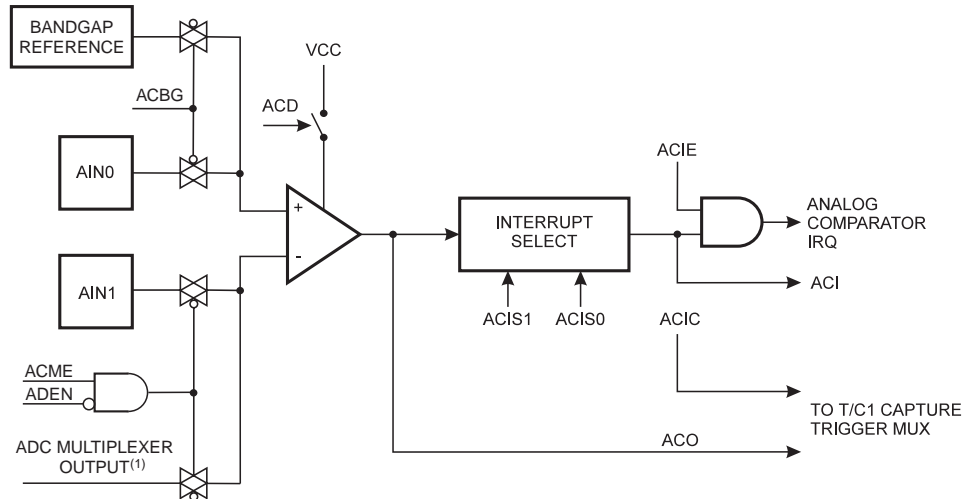 BANDGAP
REFERENCE
VCC
ACBG
ACD
AIN0
ACIE
+
INTERRUPT
SELECT
ANALOG
COMPARATOR
IRQ
-
AIN1
ACI
ACIS1
ACIS0
ACIC
ACME
ADEN
TO T/C1 CAPTURE
TRIGGER MUX
ACO
ADC MULTIPLEXER
OUTPUT(1)